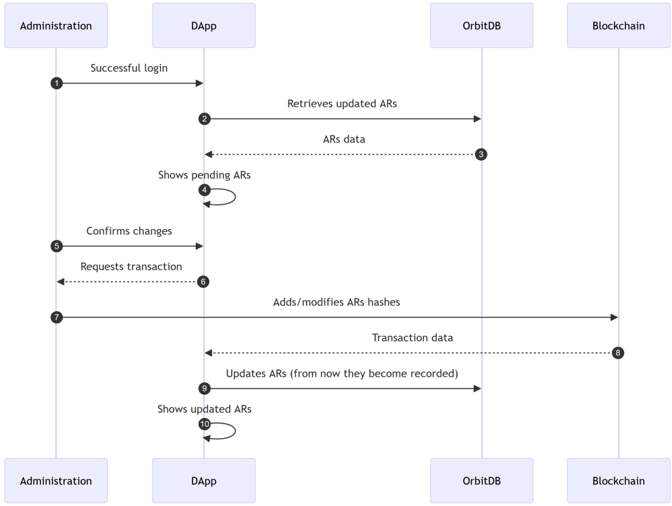 Administration
DApp
OrbitDB
Blockchain
Successful login
1
Retrieves updated ARs
2
ARs data
3
Shows pending ARs
4
Confirms changes
5
Requests transaction
6
Adds/modifies ARs hashes
7
Transaction data
8
Updates ARs (from now they become recorded)
9
Shows updated ARs
10
Administration
DApp
OrbitDB
Blockchain